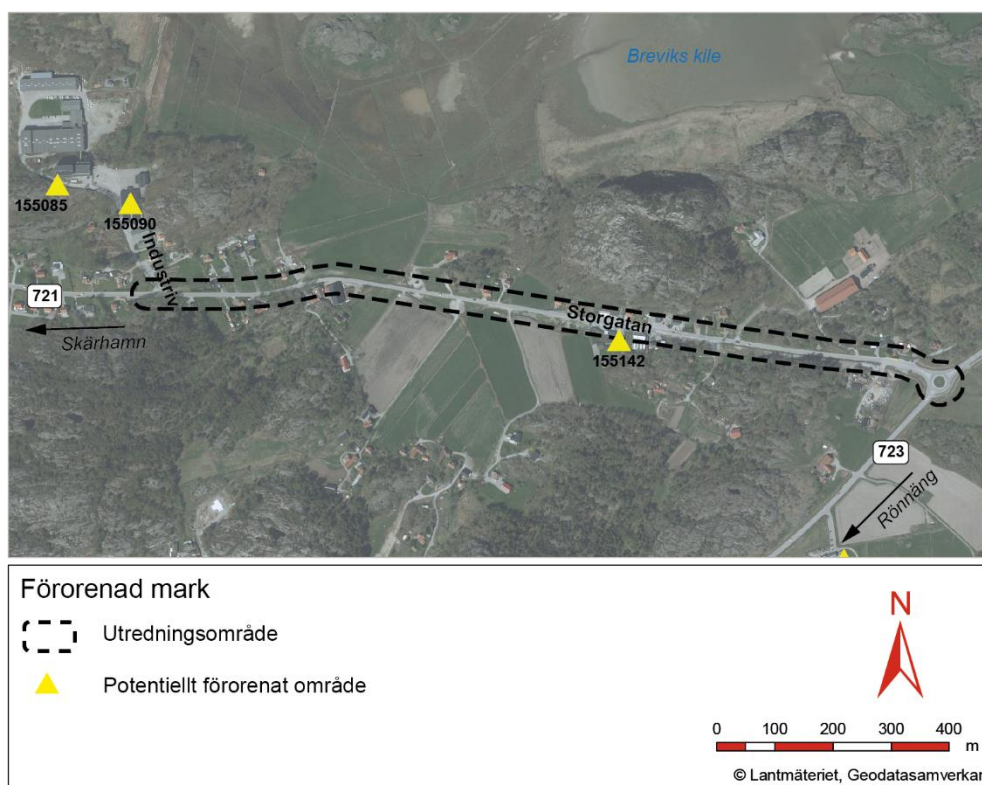 Breviks kile
155085
155090
Industriv
721
Skärhamn
Storgatan
155142
723
Rönnäng
Förorenad mark
Utredningsområde
Potentiellt förorenat område
N
0 100 200 300 400
m
© Lantmäteriet, Geodatasamverkan